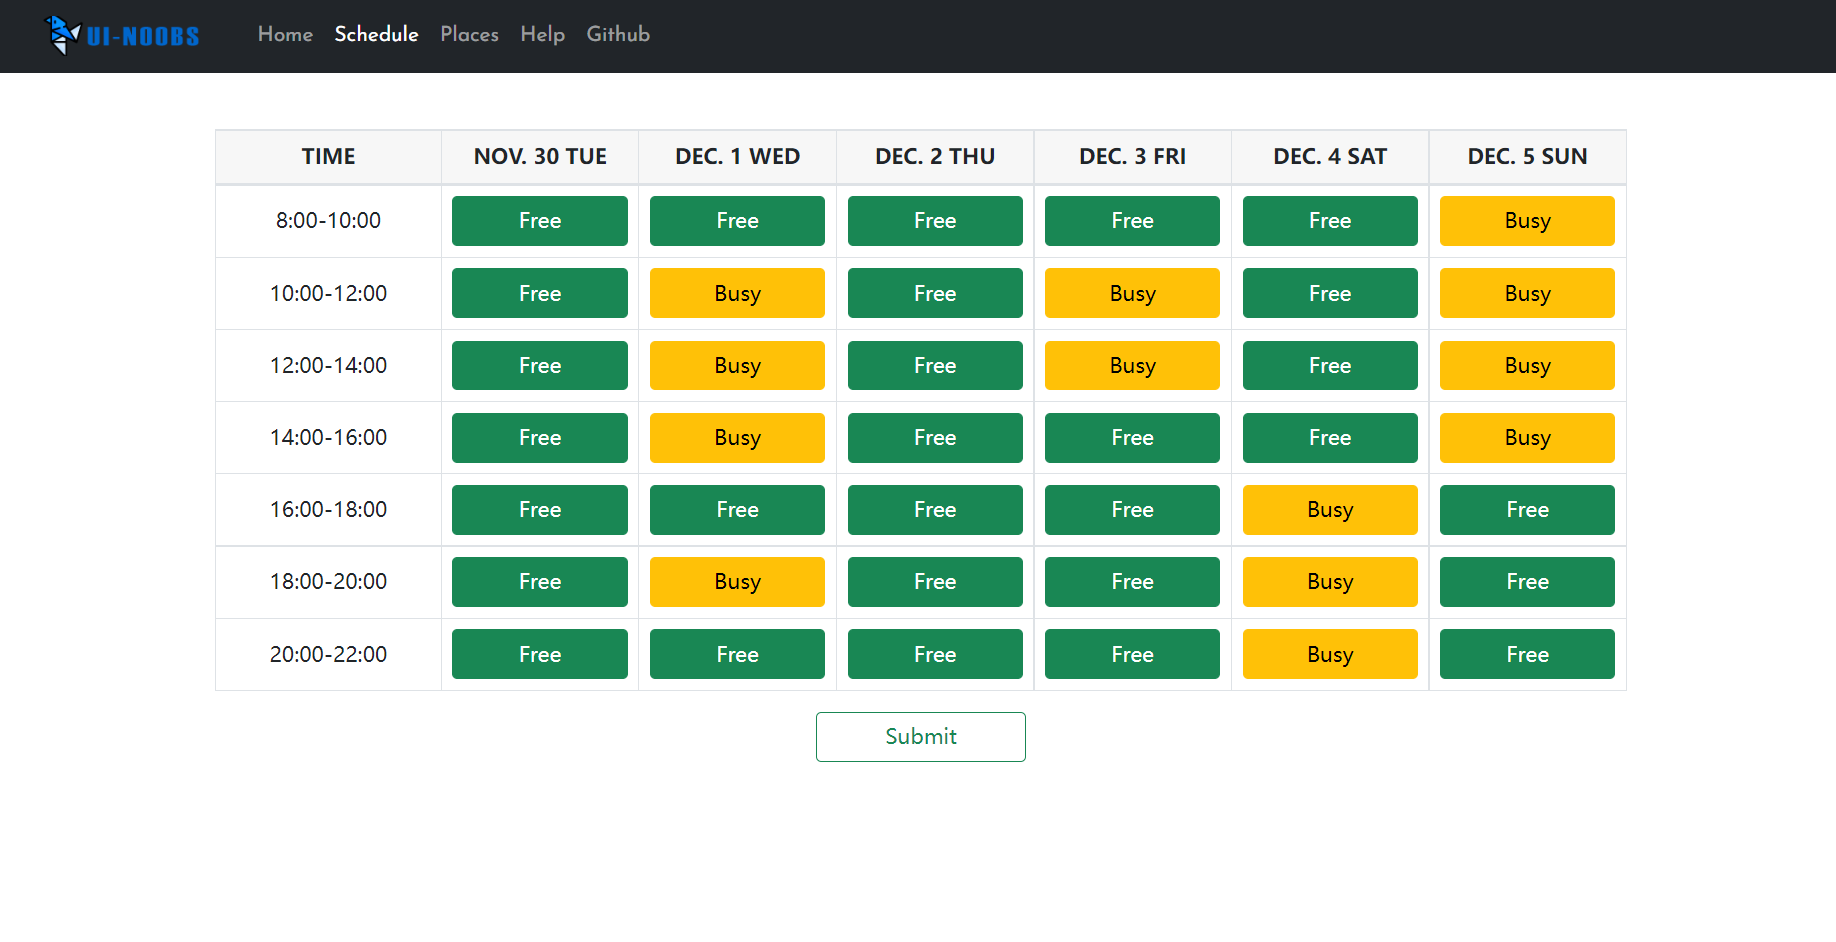 UI-NOOBS Home Schedule Places Help Github
TIME NOV. 30 TUE DEC. 1 WED DEC. 2 THU DEC. 3 FRI DEC. 4 SAT DEC. 5 SUN
8:00-10:00 Free Free Free Free Free Busy
10:00-12:00 Free Busy Free Busy Free Busy
12:00-14:00 Free Busy Free Busy Free Busy
14:00-16:00 Free Busy Free Free Free Busy
16:00-18:00 Free Free Free Free Busy Free
18:00-20:00 Free Busy Free Free Busy Free
20:00-22:00 Free Free Free Free Busy Free
Submit